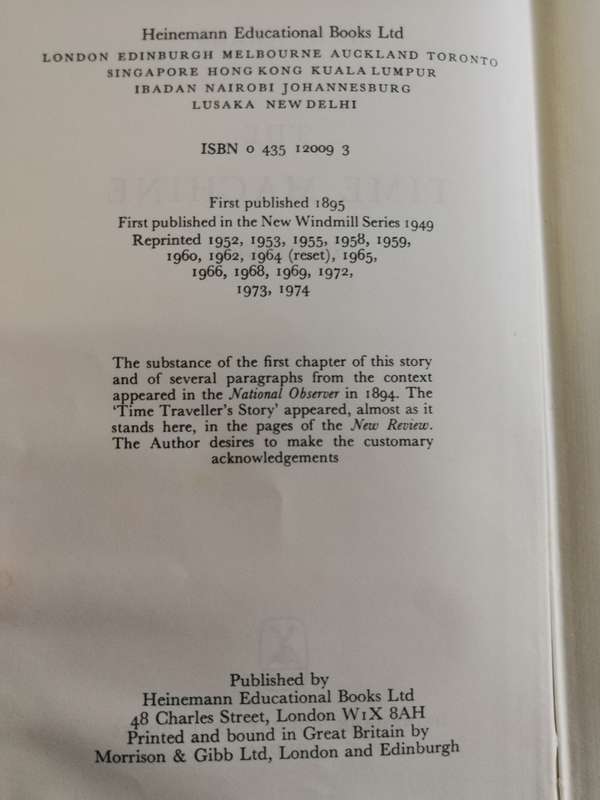 Heinemann Educational Books Ltd
LONDON EDINBURGH MELBOURNE AUCKLAND TORONTO
SINGAPORE HONG KONG KUALA LUMPUR
IBADAN NAIROBI JOHANNESBURG
LUSAKA NEW DELHI
ISBN 0 435 12009 3
THE
TIME MACHINE
First published 1895
First published in the New Windmill Series 1949
Reprinted 1952, 1953, 1955, 1958, 1959,
1960, 1962, 1964 (reset), 1965,
1966, 1968, 1969, 1972,
1973, 1974
The substance of the first chapter of this story
and of several paragraphs from the context
appeared in the National Observer in 1894. The
‘Time Traveller’s Story’ appeared, almost as it
stands here, in the pages of the New Review.
The Author desires to make the customary
acknowledgements
Published by
Heinemann Educational Books Ltd
48 Charles Street, London W1X 8AH
Printed and bound in Great Britain by
Morrison & Gibb Ltd, London and Edinburgh